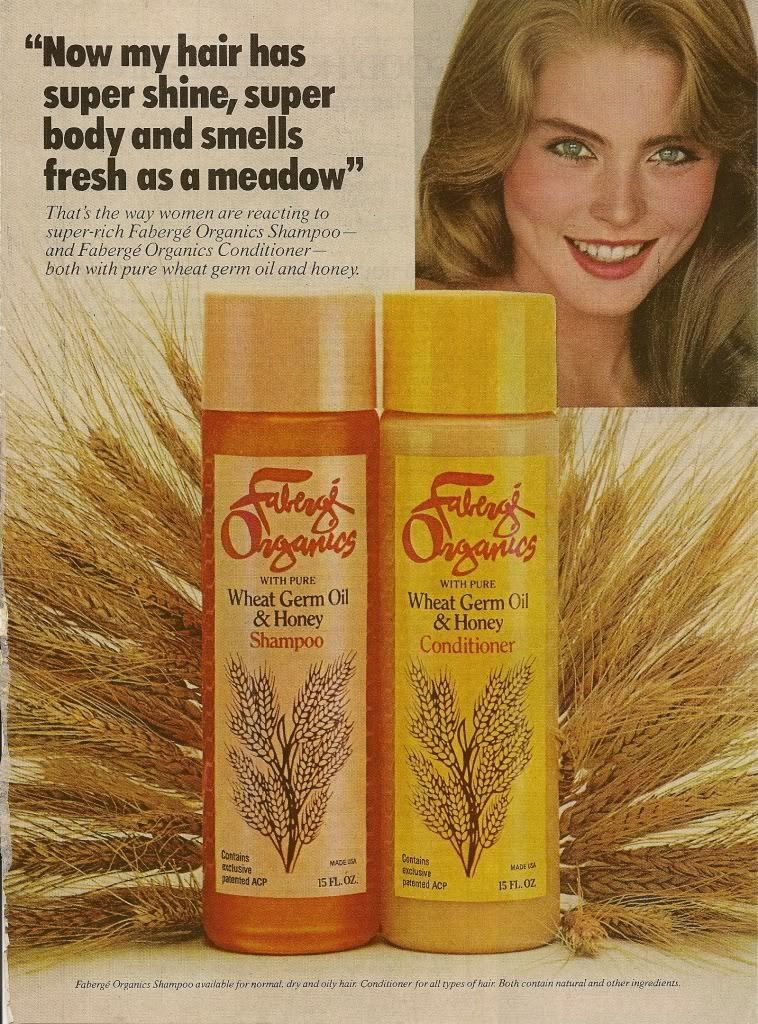 “Now my hair has
super shine, super
body and smells
fresh as a meadow”
That's the way women are reacting to
super-rich Fabergé Organics Shampoo—
and Fabergé Organics Conditioner—
both with pure wheat germ oil and honey.
Fabergé
Organics
WITH PURE
Wheat Germ Oil
& Honey
Shampoo
Contains
exclusive
patented ACP
MADE USA
15 FL. OZ.
Fabergé
Organics
WITH PURE
Wheat Germ Oil
& Honey
Conditioner
Contains
exclusive
patented ACP
MADE USA
15 FL. OZ
Fabergé Organics Shampoo available for normal, dry and oily hair. Conditioner for all types of hair. Both contain natural and other ingredients.